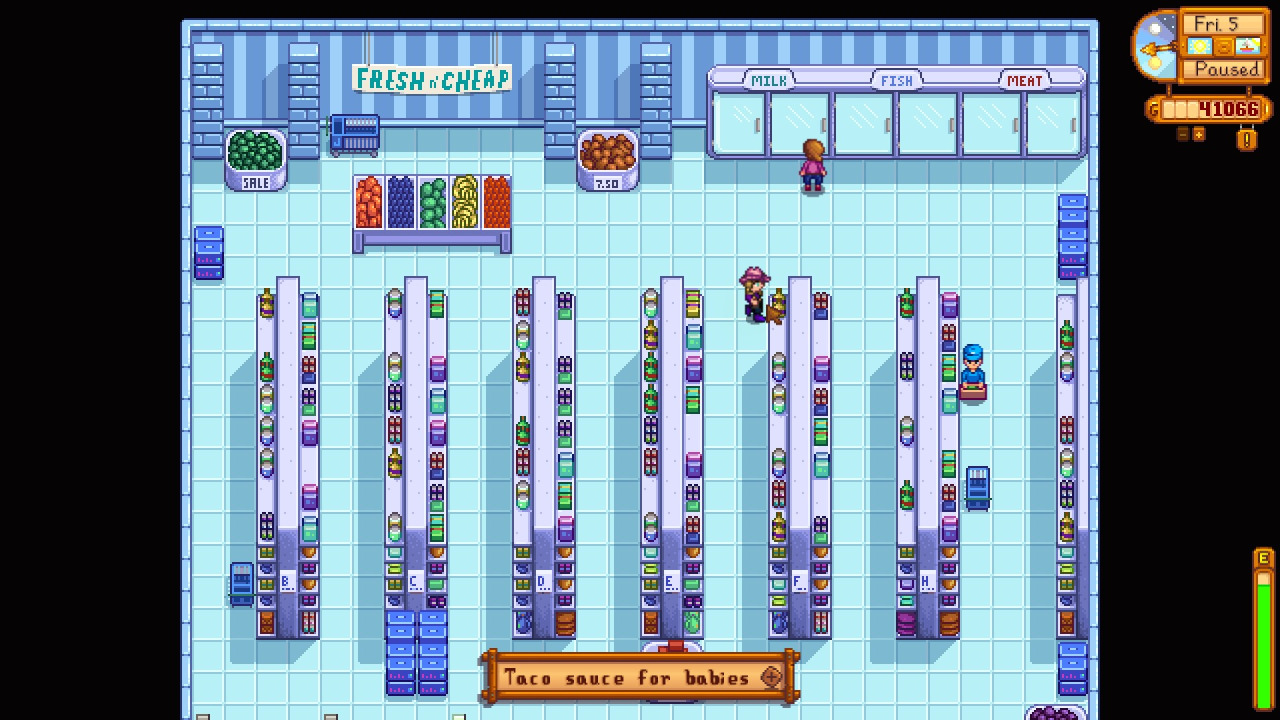 Fri. 5
Paused
G 41066
FRESH n' CHEAP
MILK
FISH
MEAT
SALE
7.50
B
C
D
E
F
H
Taco sauce for babies
E